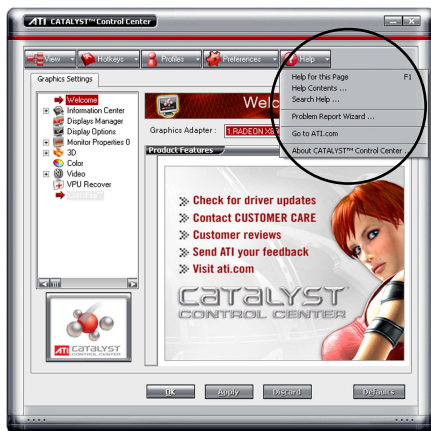 ATI CATALYST™ Control Center
View
Hotkeys
Profiles
Preferences
Help
Graphics Settings
Help for this Page F1
Help Contents ...
Search Help ...
Problem Report Wizard ...
Go to ATI.com
About CATALYST™ Control Center ...
Welcome
Information Center
Displays Manager
Display Options
Monitor Properties 0
3D
Color
Video
VPU Recover
Welc
Graphics Adapter :
1.RADEON X8
Product Features
Check for driver updates
Contact CUSTOMER CARE
Customer reviews
Send ATI your feedback
Visit ati.com
CATALYST
CONTROL CENTER
ATI CATALYST
CONTROL CENTER
OK
Apply
Discard
Defaults